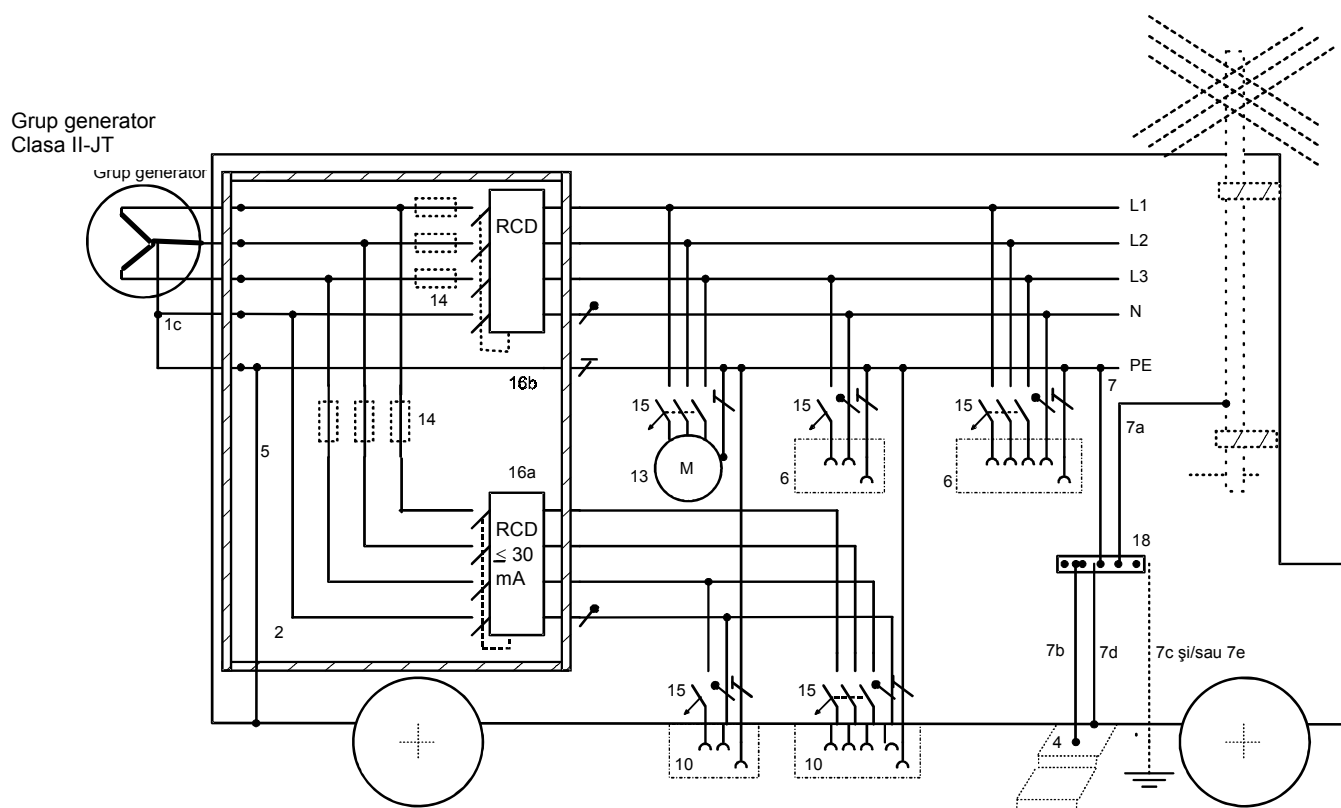 Grup generator
Clasa II-JT
Grup generator
RCD
L1
L2
L3
14
N
1c
PE
16b
7
15
15
15
14
7a
5
16a
M
13
6
6
RCD
≤ 30
mA
18
2
7b
7d
7c şi/sau 7e
15
15
4
10
10